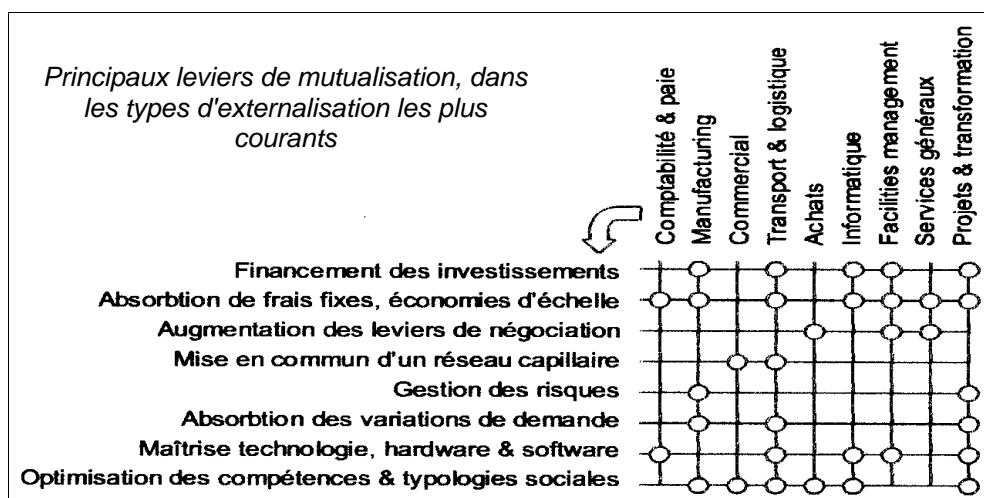 Principaux leviers de mutualisation, dans
les types d'externalisation les plus
courants
Comptabilité & paie
Manufacturing
Commercial
Transport & logistique
Achats
Informatique
Facilities management
Services généraux
Projets & transformation
Financement des investissements
Absorbtion de frais fixes, économies d'échelle
Augmentation des leviers de négociation
Mise en commun d'un réseau capillaire
Gestion des risques
Absorbtion des variations de demande
Maîtrise technologie, hardware & software
Optimisation des compétences & typologies sociales